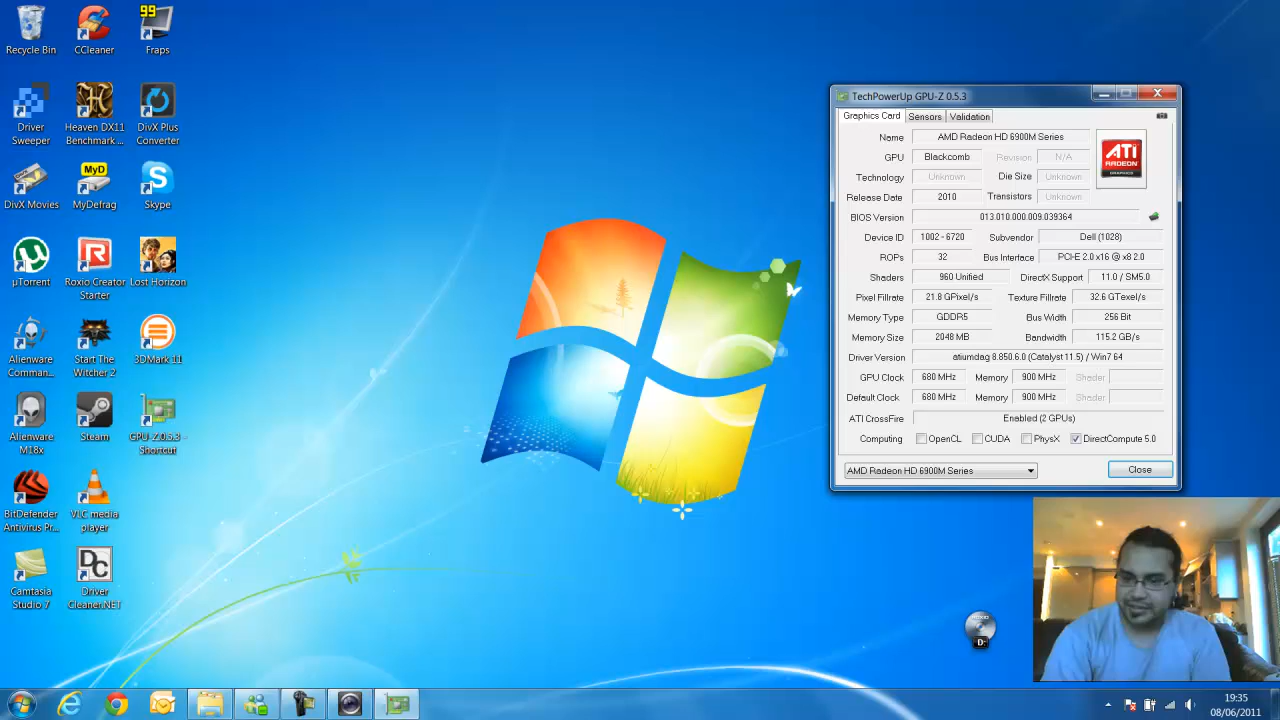 99
Recycle Bin
CCleaner
Fraps
Driver
Sweeper
Heaven DX11
Benchmark ...
DivX Plus
Converter
DivX Movies
MyD
MyDefrag
Skype
µTorrent
Roxio Creator
Starter
Lost Horizon
Alienware
Comman...
Start The
Witcher 2
3DMark 11
Alienware
M18x
Steam
GPU-Z.0.5.3 -
Shortcut
BitDefender
Antivirus Pr...
VLC media
player
Camtasia
Studio 7
DC
Driver
Cleaner.NET
TechPowerUp GPU-Z 0.5.3
Graphics Card Sensors Validation
Name AMD Radeon HD 6900M Series
ATI
RADEON
GRAPHICS
GPU Blackcomb Revision N/A
Technology Unknown Die Size Unknown
Release Date 2010 Transistors Unknown
BIOS Version 013.010.000.009.039364
Device ID 1002 - 6720 Subvendor Dell (1028)
ROPs 32 Bus Interface PCI-E 2.0 x16 @ x8 2.0
Shaders 960 Unified DirectX Support 11.0 / SM5.0
Pixel Fillrate 21.8 GPixel/s Texture Fillrate 32.6 GTexel/s
Memory Type GDDR5 Bus Width 256 Bit
Memory Size 2048 MB Bandwidth 115.2 GB/s
Driver Version atiumdag 8.850.6.0 (Catalyst 11.5) / Win7 64
GPU Clock 680 MHz Memory 900 MHz Shader
Default Clock 680 MHz Memory 900 MHz Shader
ATI CrossFire Enabled (2 GPUs)
Computing OpenCL CUDA PhysX DirectCompute 5.0
AMD Radeon HD 6900M Series Close
D:
19:35
08/06/2011